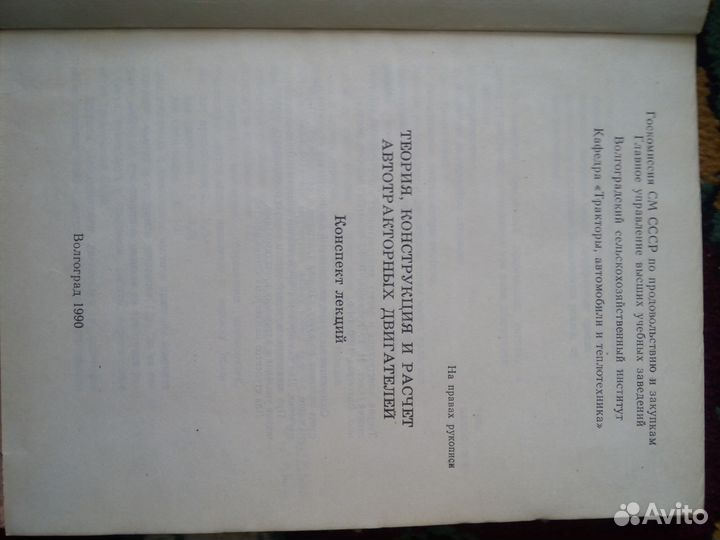 Госкомиссия СМ СССР по продовольствию и закупкам
Главное управление высших учебных заведений
Волгоградский сельскохозяйственный институт
Кафедра «Тракторы, автомобили и теплотехника»
На правах рукописи
ТЕОРИЯ, КОНСТРУКЦИЯ И РАСЧЕТ
АВТОТРАКТОРНЫХ ДВИГАТЕЛЕЙ
Конспект лекций
Волгоград 1990
Avito